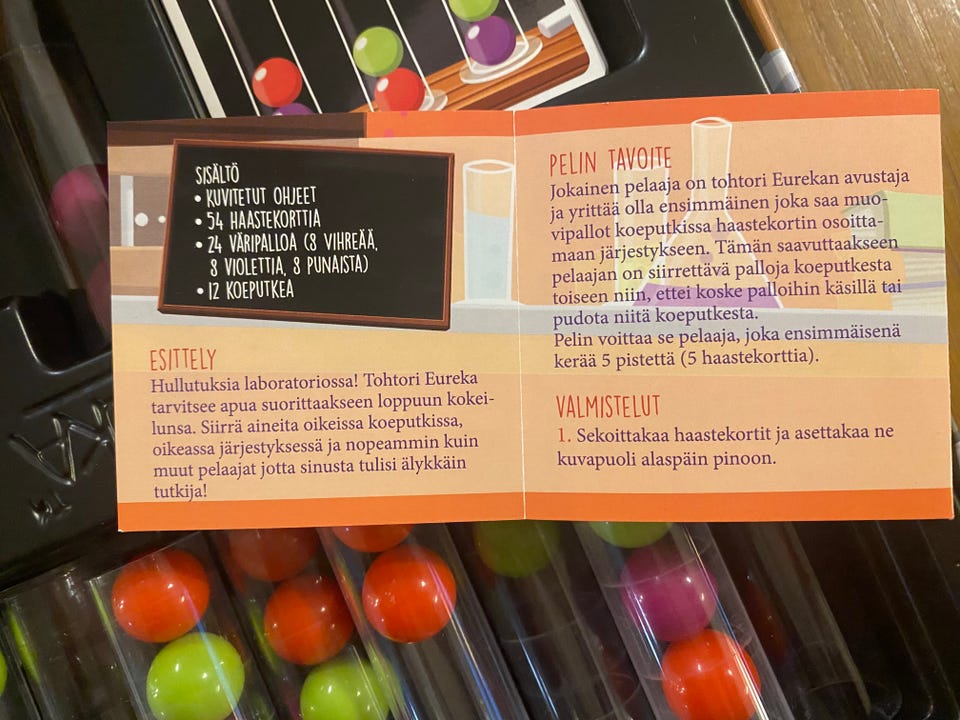 SISÄLTÖ
• KUVITETUT OHJEET
• 54 HAASTEKORTTIA
• 24 VÄRIPALLOA (8 VIHREÄÄ,
8 VIOLETTIA, 8 PUNAISTA)
• 12 KOEPUTKEA
ESITTELY
Hullutuksia laboratoriossa! Tohtori Eureka
tarvitsee apua suorittaakseen loppuun kokei-
lunsa. Siirrä aineita oikeissa koeputkissa,
oikeassa järjestyksessä ja nopeammin kuin
muut pelaajat jotta sinusta tulisi älykkäin
tutkija!
PELIN TAVOITE
Jokainen pelaaja on tohtori Eurekan avustaja
ja yrittää olla ensimmäinen joka saa muo-
vipallot koeputkissa haastekortin osoitta-
maan järjestykseen. Tämän saavuttaakseen
pelaajan on siirrettävä palloja koeputkesta
toiseen niin, ettei koske palloihin käsillä tai
pudota niitä koeputkesta.
Pelin voittaa se pelaaja, joka ensimmäisenä
kerää 5 pistettä (5 haastekorttia).
VALMISTELUT
1. Sekoittakaa haastekortit ja asettakaa ne
kuvapuoli alaspäin pinoon.